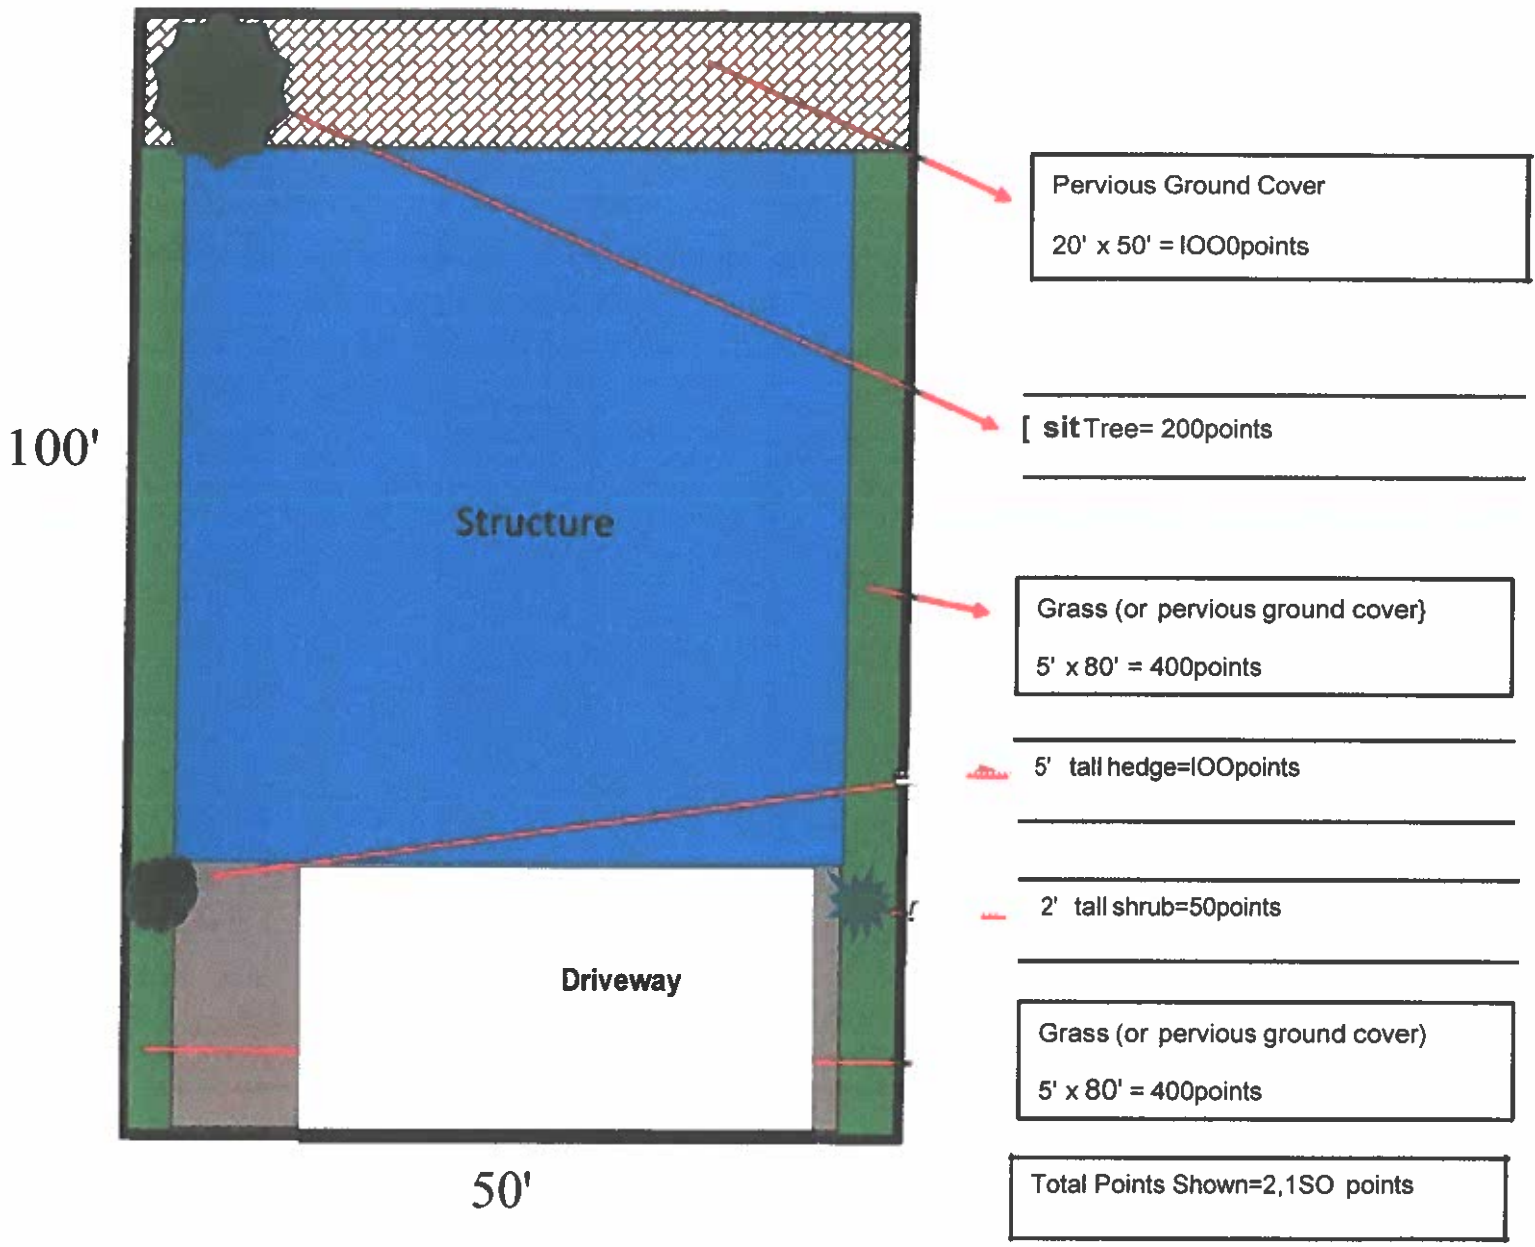 Pervious Ground Cover
20' x 50' = IOO0points
[ sit Tree= 200points
100'
Structure
Grass (or pervious ground cover}
5' x 80' = 400points
5' tall hedge=IOOpoints
2' tall shrub=50points
r
Driveway
Grass (or pervious ground cover)
5' x 80' = 400points
50'
Total Points Shown=2,1SO points